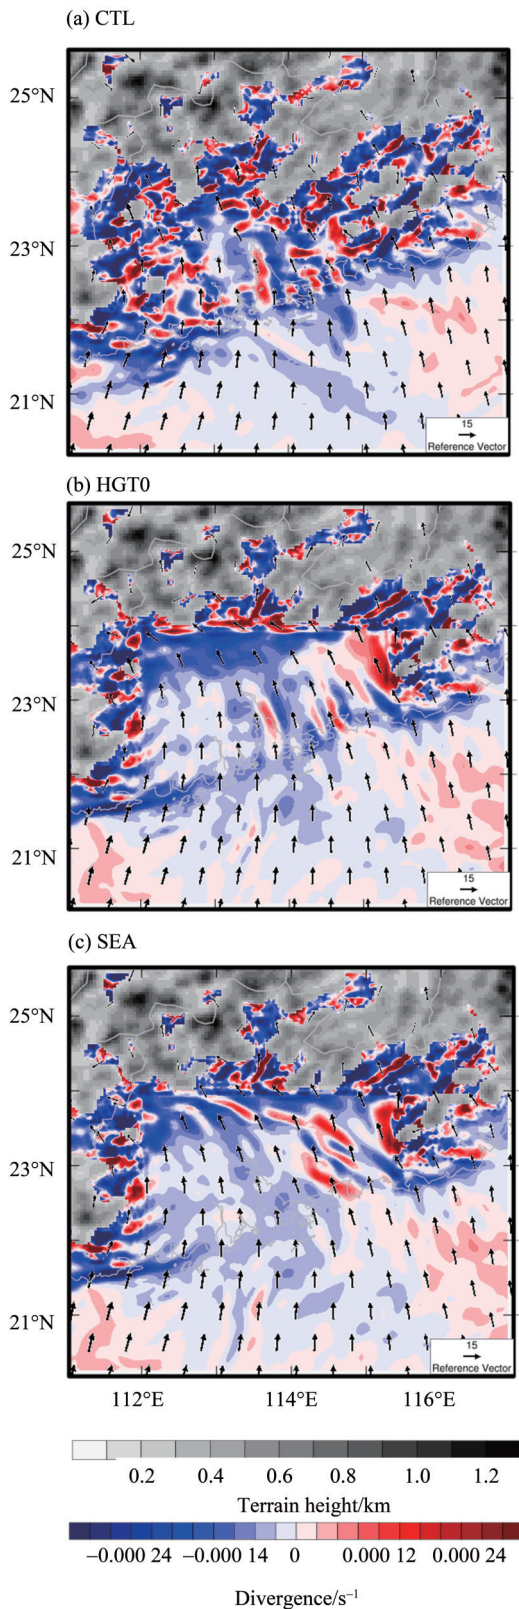 (a) CTL
25°N
23°N
21°N
15
Reference Vector
(b) HGT0
25°N
23°N
21°N
15
Reference Vector
(c) SEA
25°N
23°N
21°N
15
Reference Vector
112°E 114°E 116°E
0.2 0.4 0.6 0.8 1.0 1.2
Terrain height/km
−0.000 24 −0.000 14 0 0.000 12 0.000 24
Divergence/s⁻¹